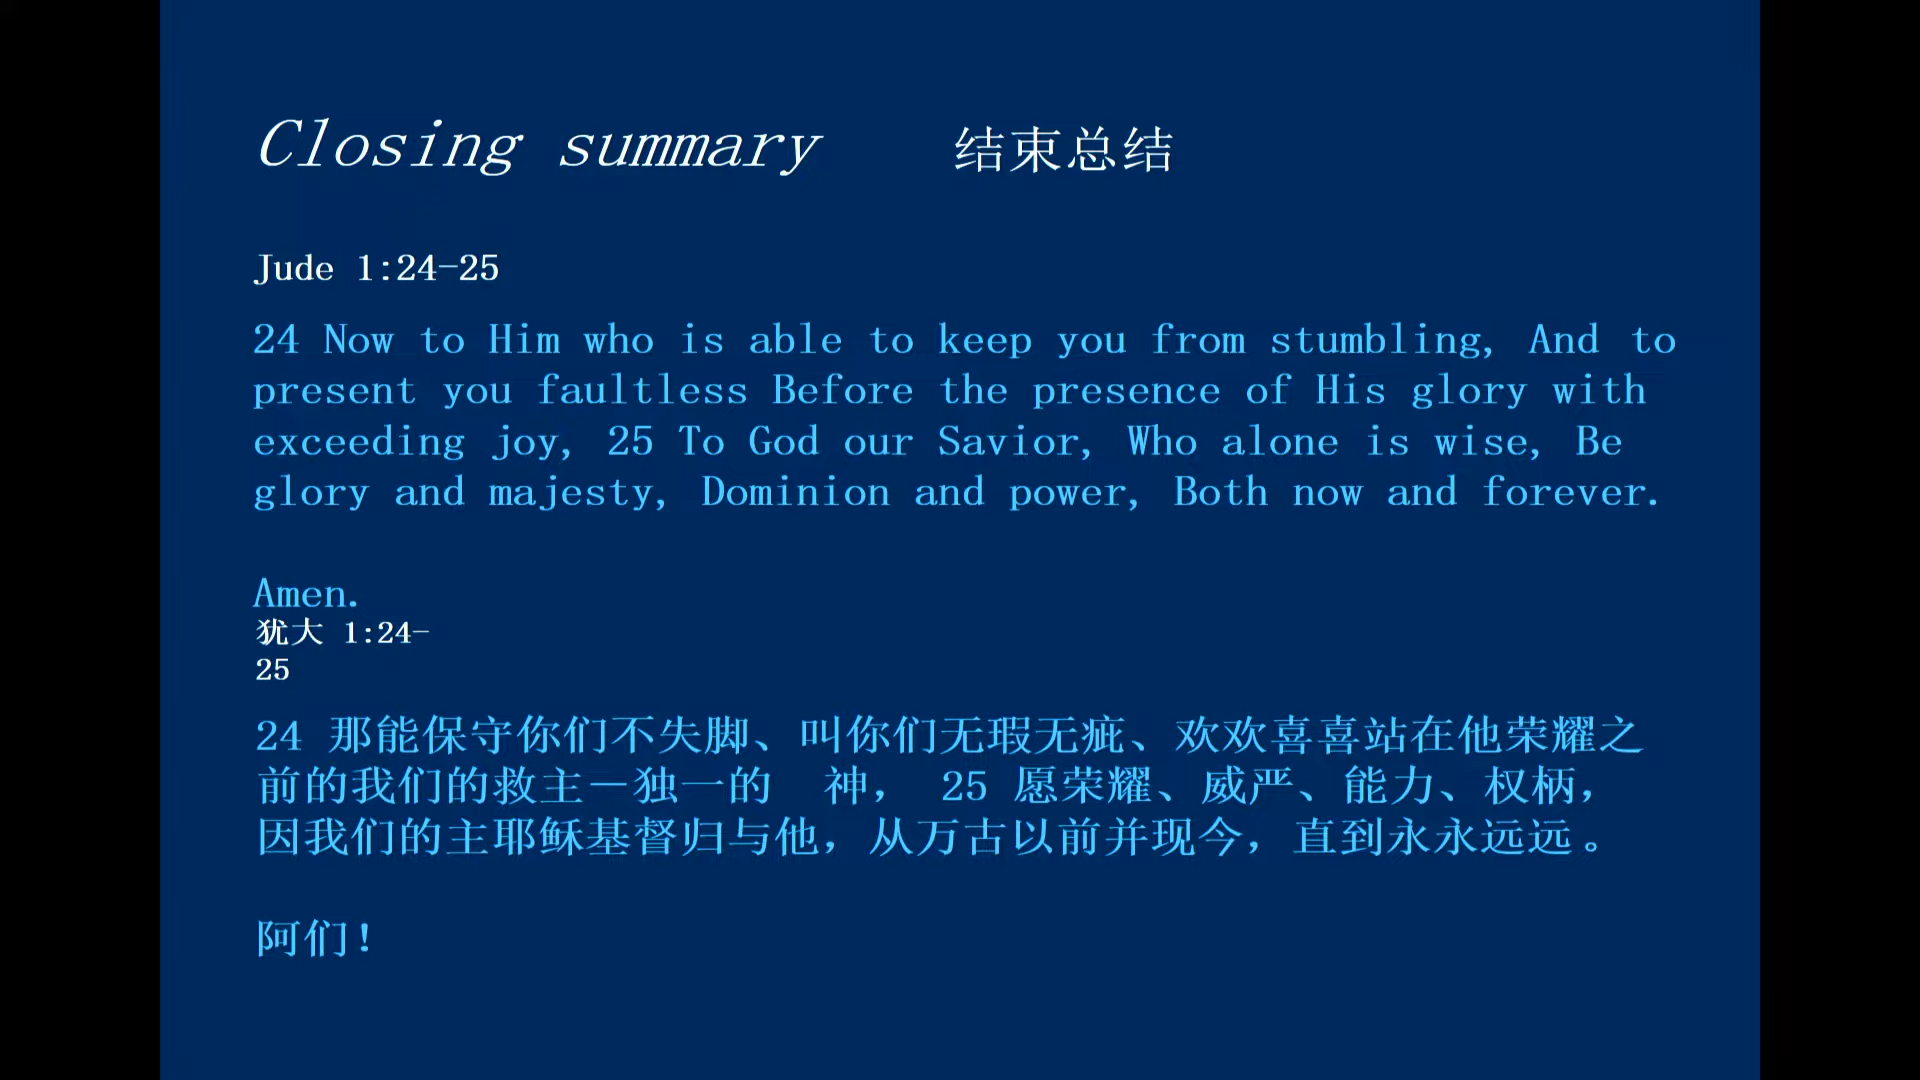 Closing summary 结束总结
Jude 1:24-25
24 Now to Him who is able to keep you from stumbling, And to
present you faultless Before the presence of His glory with
exceeding joy, 25 To God our Savior, Who alone is wise, Be
glory and majesty, Dominion and power, Both now and forever.
Amen.
犹大 1:24-
25
24 那能保守你们不失脚、叫你们无瑕无疵、欢欢喜喜站在他荣耀之
前的我们的救主－独一的　神， 25 愿荣耀、威严、能力、权柄，
因我们的主耶稣基督归与他，从万古以前并现今，直到永永远远。
阿们！